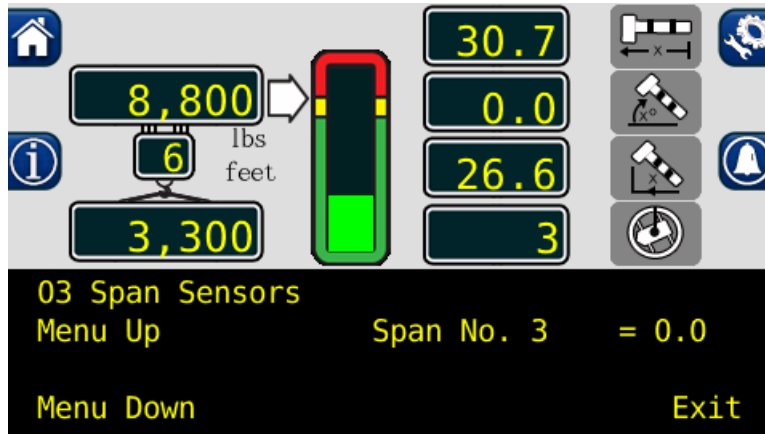 30.7
8,800
0.0
lbs
6
feet
26.6
3,300
3
03 Span Sensors
Menu Up Span No. 3 = 0.0
Menu Down Exit